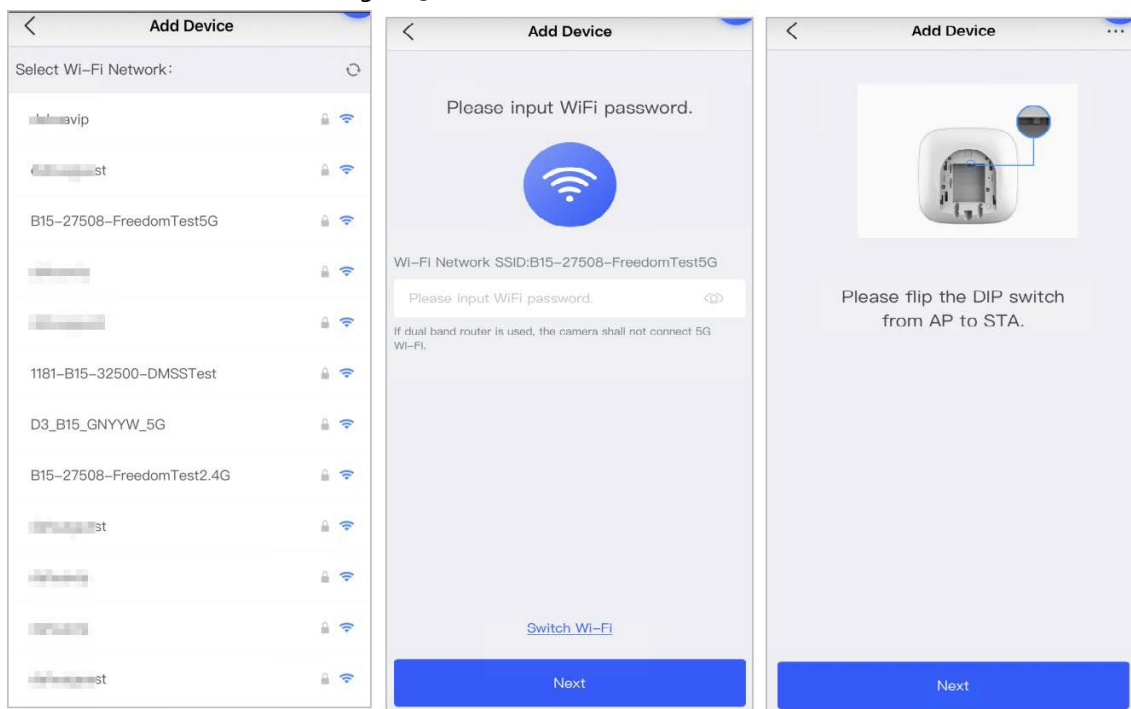 Add Device
Select Wi-Fi Network:
avip
st
B15-27508-FreedomTest5G
1181-B15-32500-DMSSTest
D3_B15_GNYYW_5G
B15-27508-FreedomTest2.4G
st
st
Add Device
Please input WiFi password.
Wi-Fi Network SSID:B15-27508-FreedomTest5G
Please input WiFi password.
If dual band router is used, the camera shall not connect 5G
Wi-Fi.
Switch Wi-Fi
Next
Add Device
Please flip the DIP switch
from AP to STA.
Next